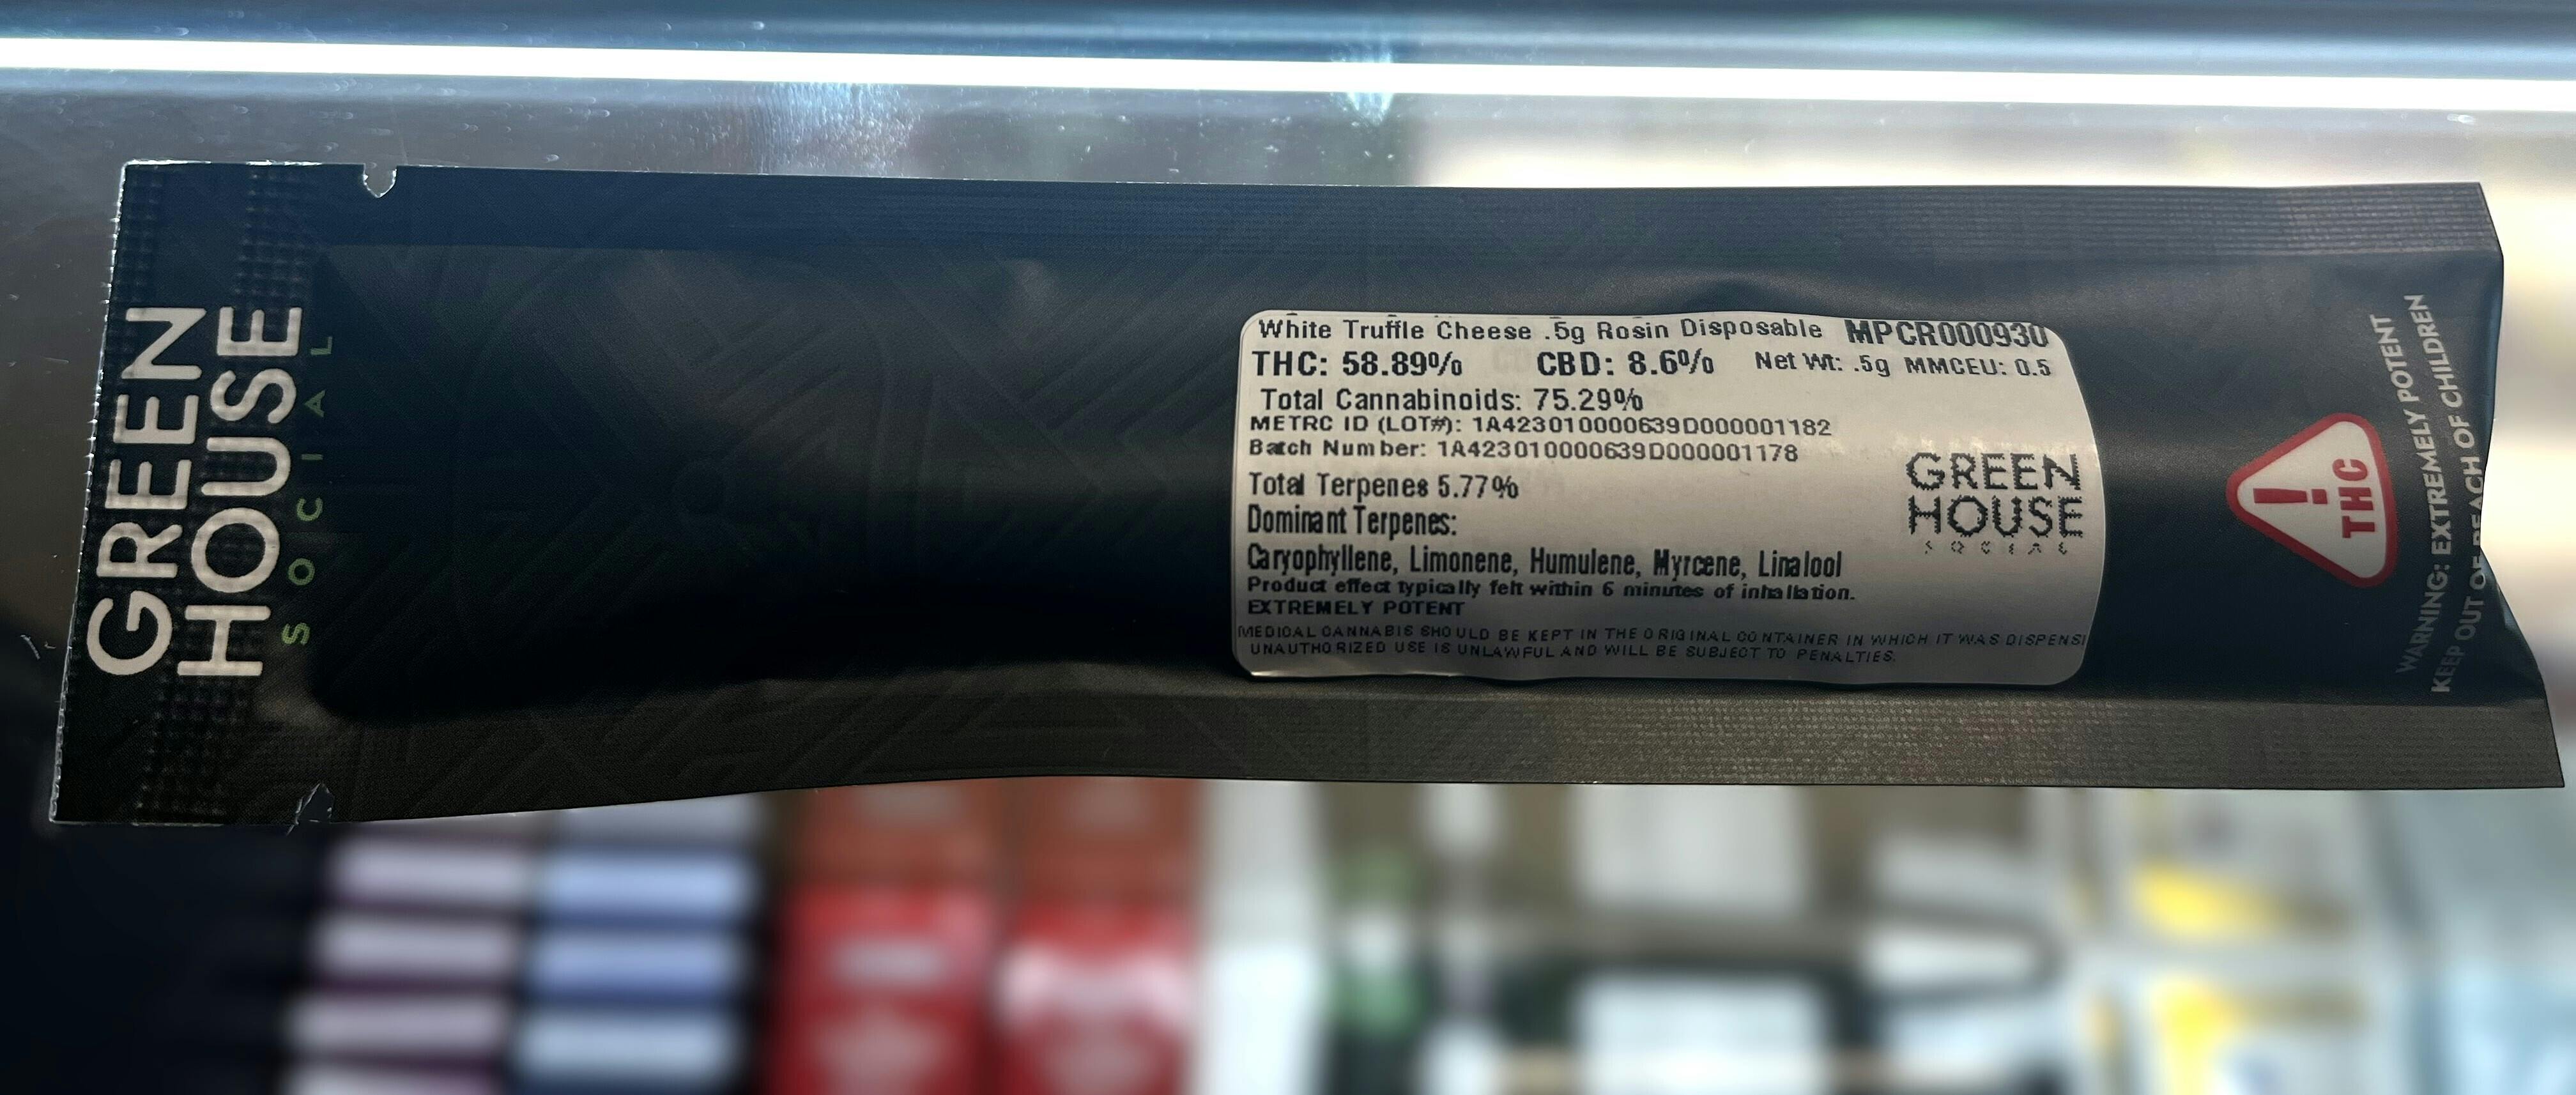 GREEN
HOUSE
SOCIAL
White Truffle Cheese .5g Rosin Disposable MPCR000930
THC: 58.89% CBD: 8.6% Net Wt: .5g MMCEU: 0.5
Total Cannabinoids: 75.29%
METRC ID (LOT#): 1A423010000639D000001182
Batch Number: 1A423010000639D000001178
Total Terpenes 5.77%
Dominant Terpenes:
Caryophyllene, Limonene, Humulene, Myrcene, Linalool
Product effect typically felt within 6 minutes of inhallation.
EXTREMELY POTENT
MEDICAL CANNABIS SHOULD BE KEPT IN THE ORIGINAL CONTAINER IN WHICH IT WAS DISPENS
UNAUTHORIZED USE IS UNLAWFUL AND WILL BE SUBJECT TO PENALTIES.
GREEN
HOUSE
SOCIAL
! THC
WARNING: EXTREMELY POTENT
KEEP OUT OF REACH OF CHILDREN